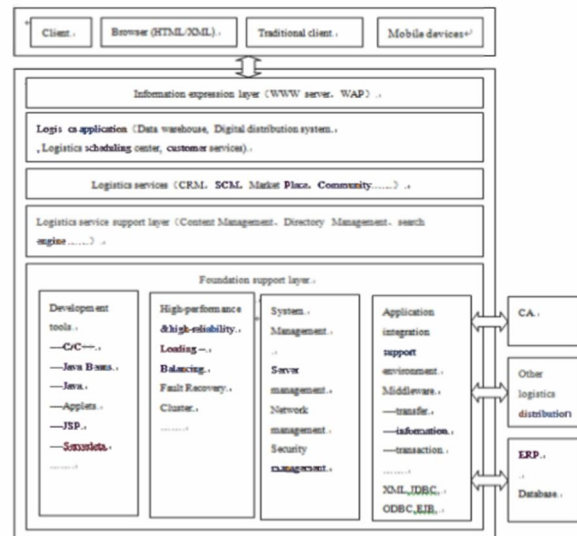 Client.
Browser (HTML/XML).
Traditional client.
Mobile devices
Information expression layer (WWW server、WAP).
Logis cs application (Data warehouse, Digital distribution system.
, Logistics scheduling center, customer services).
Logistics services (CRM、SCM、Market Place、Community……).
Logistics service support layer (Content Management、Directory Management、search
engine……).
Foundation support layer.
Development
tools.
—C/C++.
—Java Beans.
—Java.
—Applets.
—JSP.
—Serverlets.
…….
High-performance
&high-reliability.
Loading –.
Balancing.
Fault Recovery.
Cluster.
…….
System.
Management.
Server
management.
Network
management.
Security
management.
Application
integration
support
environment.
Middleware.
—transfer.
—information.
—transaction.
…….
XML,JDBC,.
ODBC,EJB,.
CA.
Other
logistics
distribution
ERP.
Database.